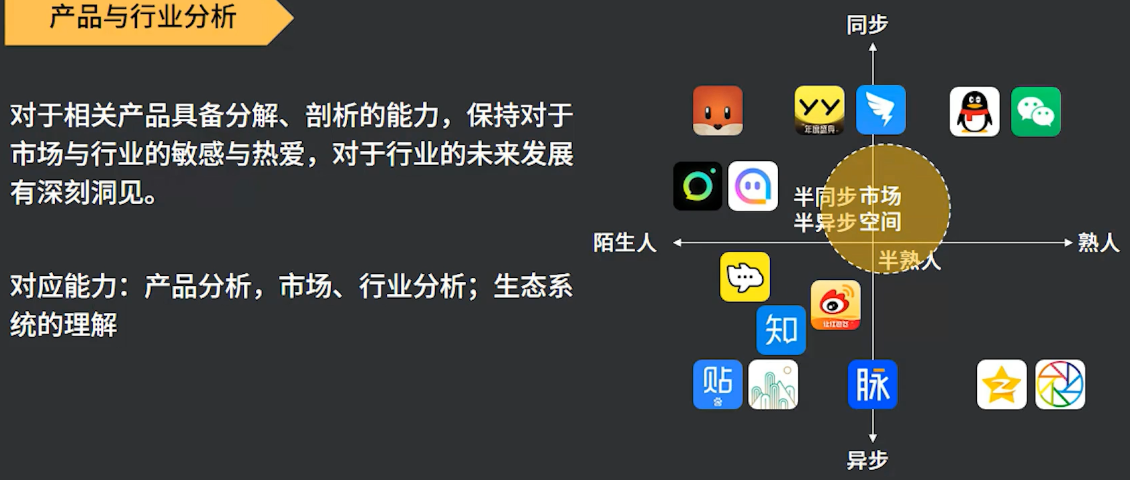 产品与行业分析
对于相关产品具备分解、剖析的能力，保持对于
市场与行业的敏感与热爱，对于行业的未来发展
有深刻洞见。
对应能力：产品分析，市场、行业分析；生态系
统的理解
同步
YY
年度盛典
半同步 市场
半异步 空间
陌生人
熟人
半熟人
知
贴
脉
异步